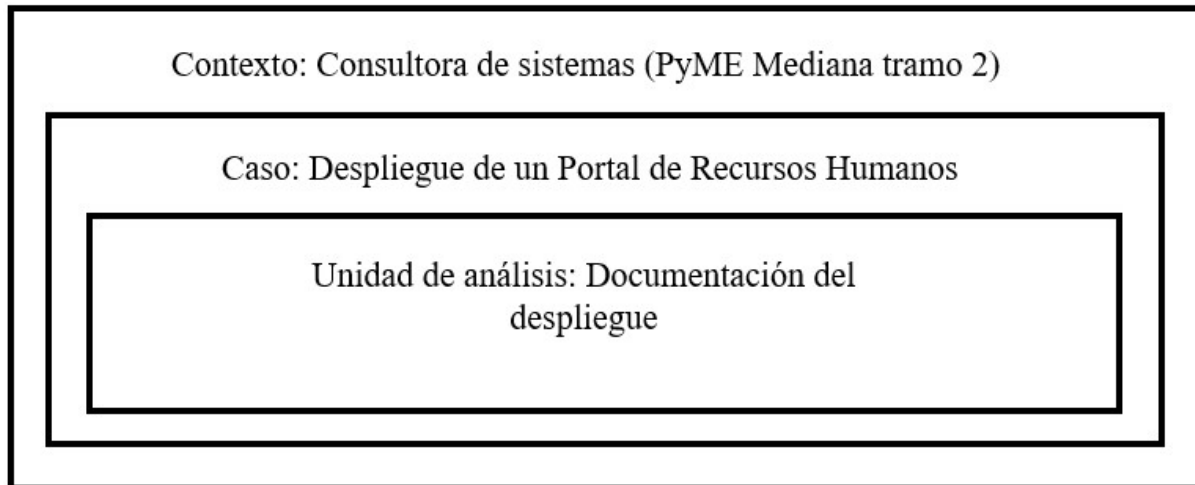 Contexto: Consultora de sistemas (PyME Mediana tramo 2)
Caso: Despliegue de un Portal de Recursos Humanos
Unidad de análisis: Documentación del
despliegue